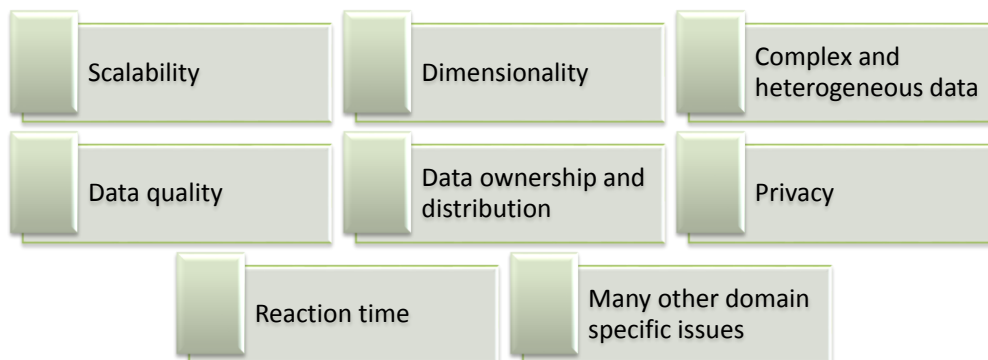 Scalability
Dimensionality
Complex and
heterogeneous data
Data quality
Data ownership and
distribution
Privacy
Reaction time
Many other domain
specific issues